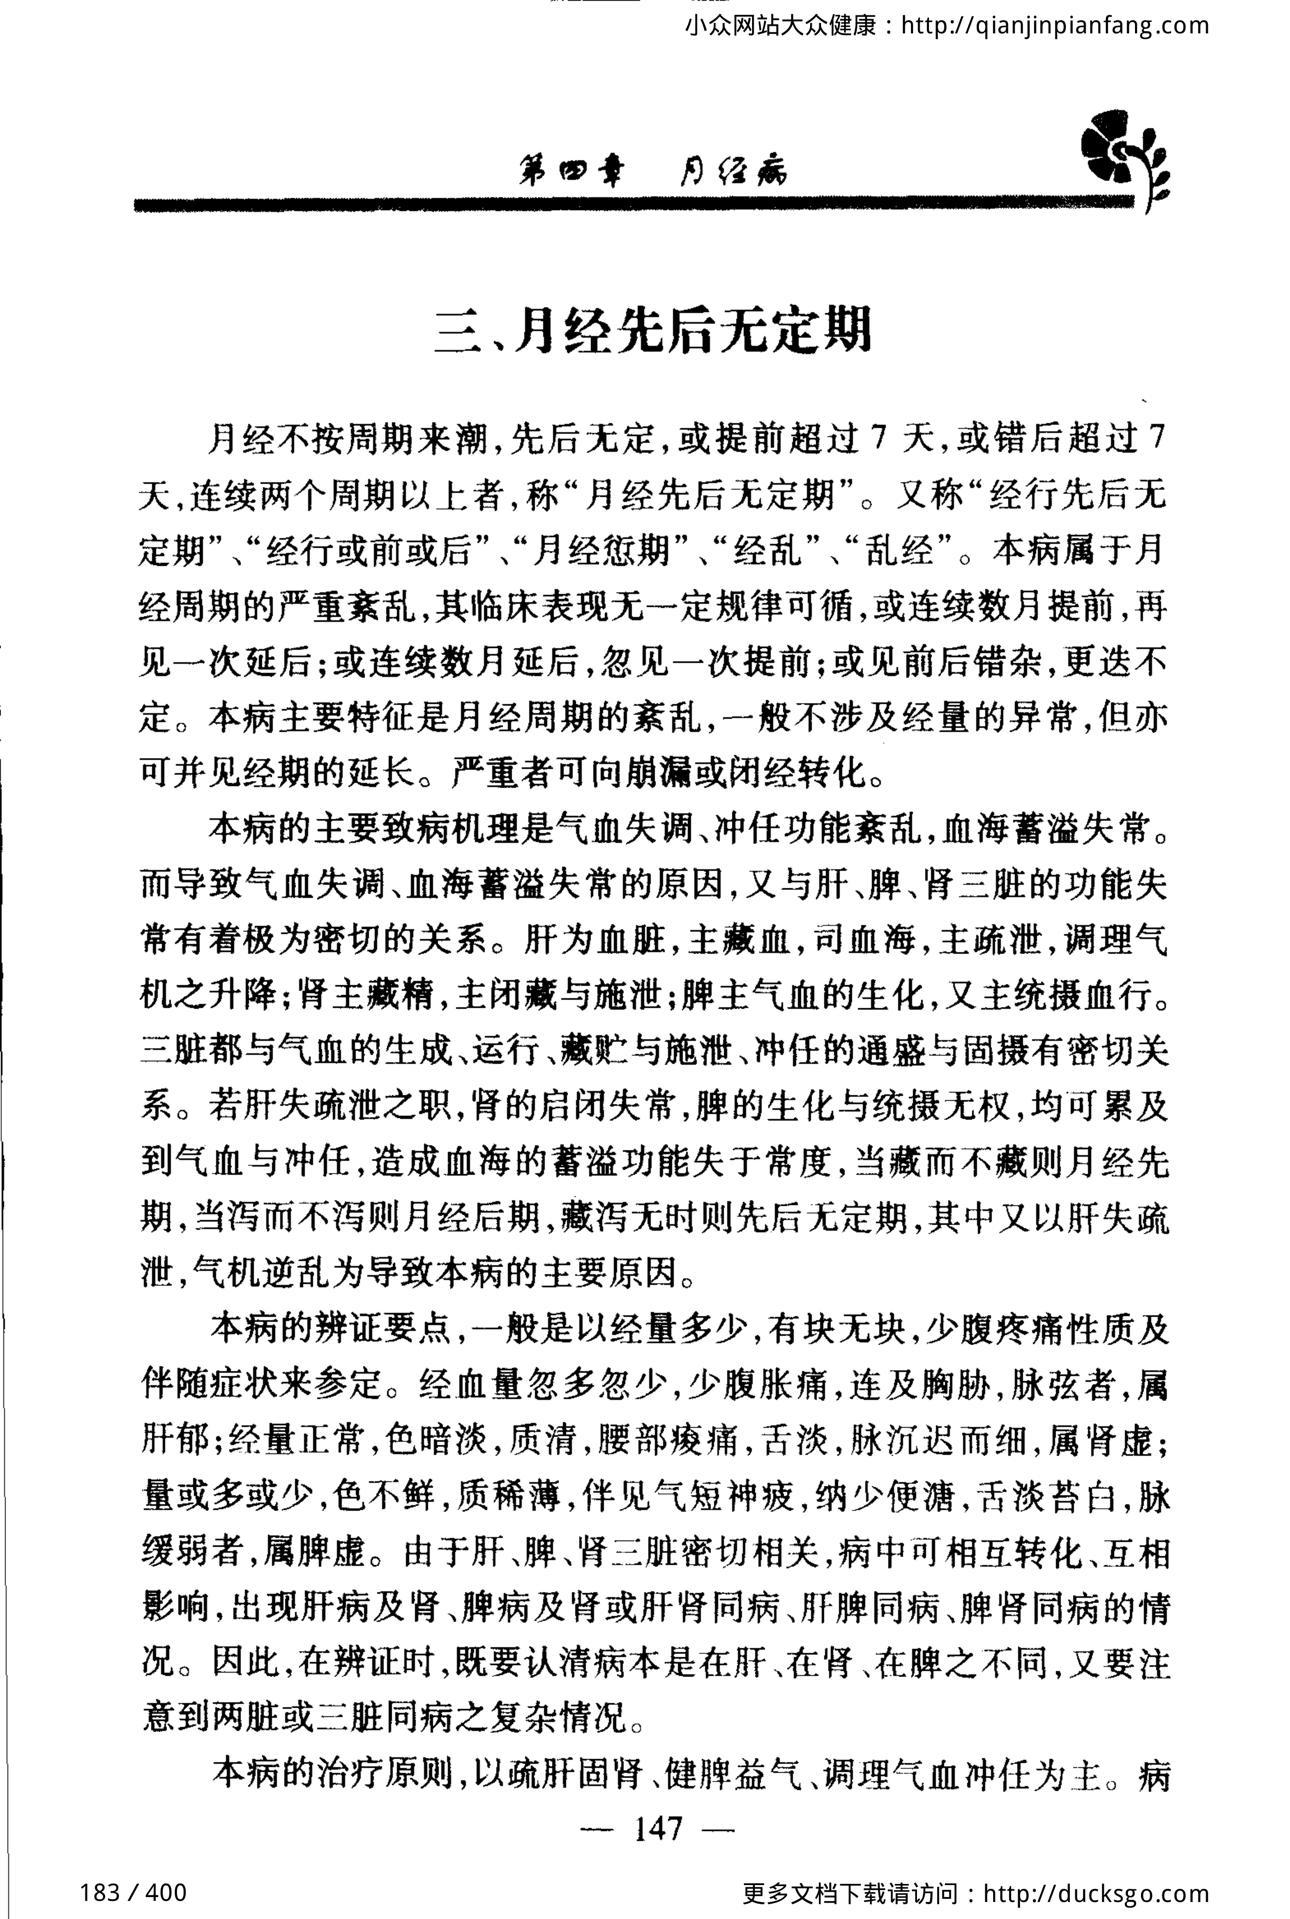 小众网站大众健康：http://qianjinpianfang.com
第四章 月经病
三、月经先后无定期
月经不按周期来潮,先后无定,或提前超过7 天,或错后超过7
天,连续两个周期以上者,称“月经先后无定期”。又称“经行先后无
定期”、“经行或前或后”、“月经愆期”、“经乱”、“乱经”。本病属于月
经周期的严重紊乱,其临床表现无一定规律可循,或连续数月提前,再
见一次延后;或连续数月延后,忽见一次提前;或见前后错杂,更迭不
定。本病主要特征是月经周期的紊乱,一般不涉及经量的异常,但亦
可并见经期的延长。严重者可向崩漏或闭经转化。
本病的主要致病机理是气血失调、冲任功能紊乱,血海蓄溢失常。
而导致气血失调、血海蓄溢失常的原因,又与肝、脾、肾三脏的功能失
常有着极为密切的关系。肝为血脏,主藏血,司血海,主疏泄,调理气
机之升降;肾主藏精,主闭藏与施泄;脾主气血的生化,又主统摄血行。
三脏都与气血的生成、运行、藏贮与施泄、冲任的通盛与固摄有密切关
系。若肝失疏泄之职,肾的启闭失常,脾的生化与统摄无权,均可累及
到气血与冲任,造成血海的蓄溢功能失于常度,当藏而不藏则月经先
期,当泻而不泻则月经后期,藏泻无时则先后无定期,其中又以肝失疏
泄,气机逆乱为导致本病的主要原因。
本病的辨证要点,一般是以经量多少,有块无块,少腹疼痛性质及
伴随症状来参定。经血量忽多忽少,少腹胀痛,连及胸胁,脉弦者,属
肝郁;经量正常,色暗淡,质清,腰部痠痛,舌淡,脉沉迟而细,属肾虚;
量或多或少,色不鲜,质稀薄,伴见气短神疲,纳少便溏,舌淡苔白,脉
缓弱者,属脾虚。由于肝、脾、肾三脏密切相关,病中可相互转化、互相
影响,出现肝病及肾、脾病及肾或肝肾同病、肝脾同病、脾肾同病的情
况。因此,在辨证时,既要认清病本是在肝、在肾、在脾之不同,又要注
意到两脏或三脏同病之复杂情况。
本病的治疗原则,以疏肝固肾、健脾益气、调理气血冲任为主。病
— 147 —
183 / 400
更多文档下载请访问：http://ducksgo.com